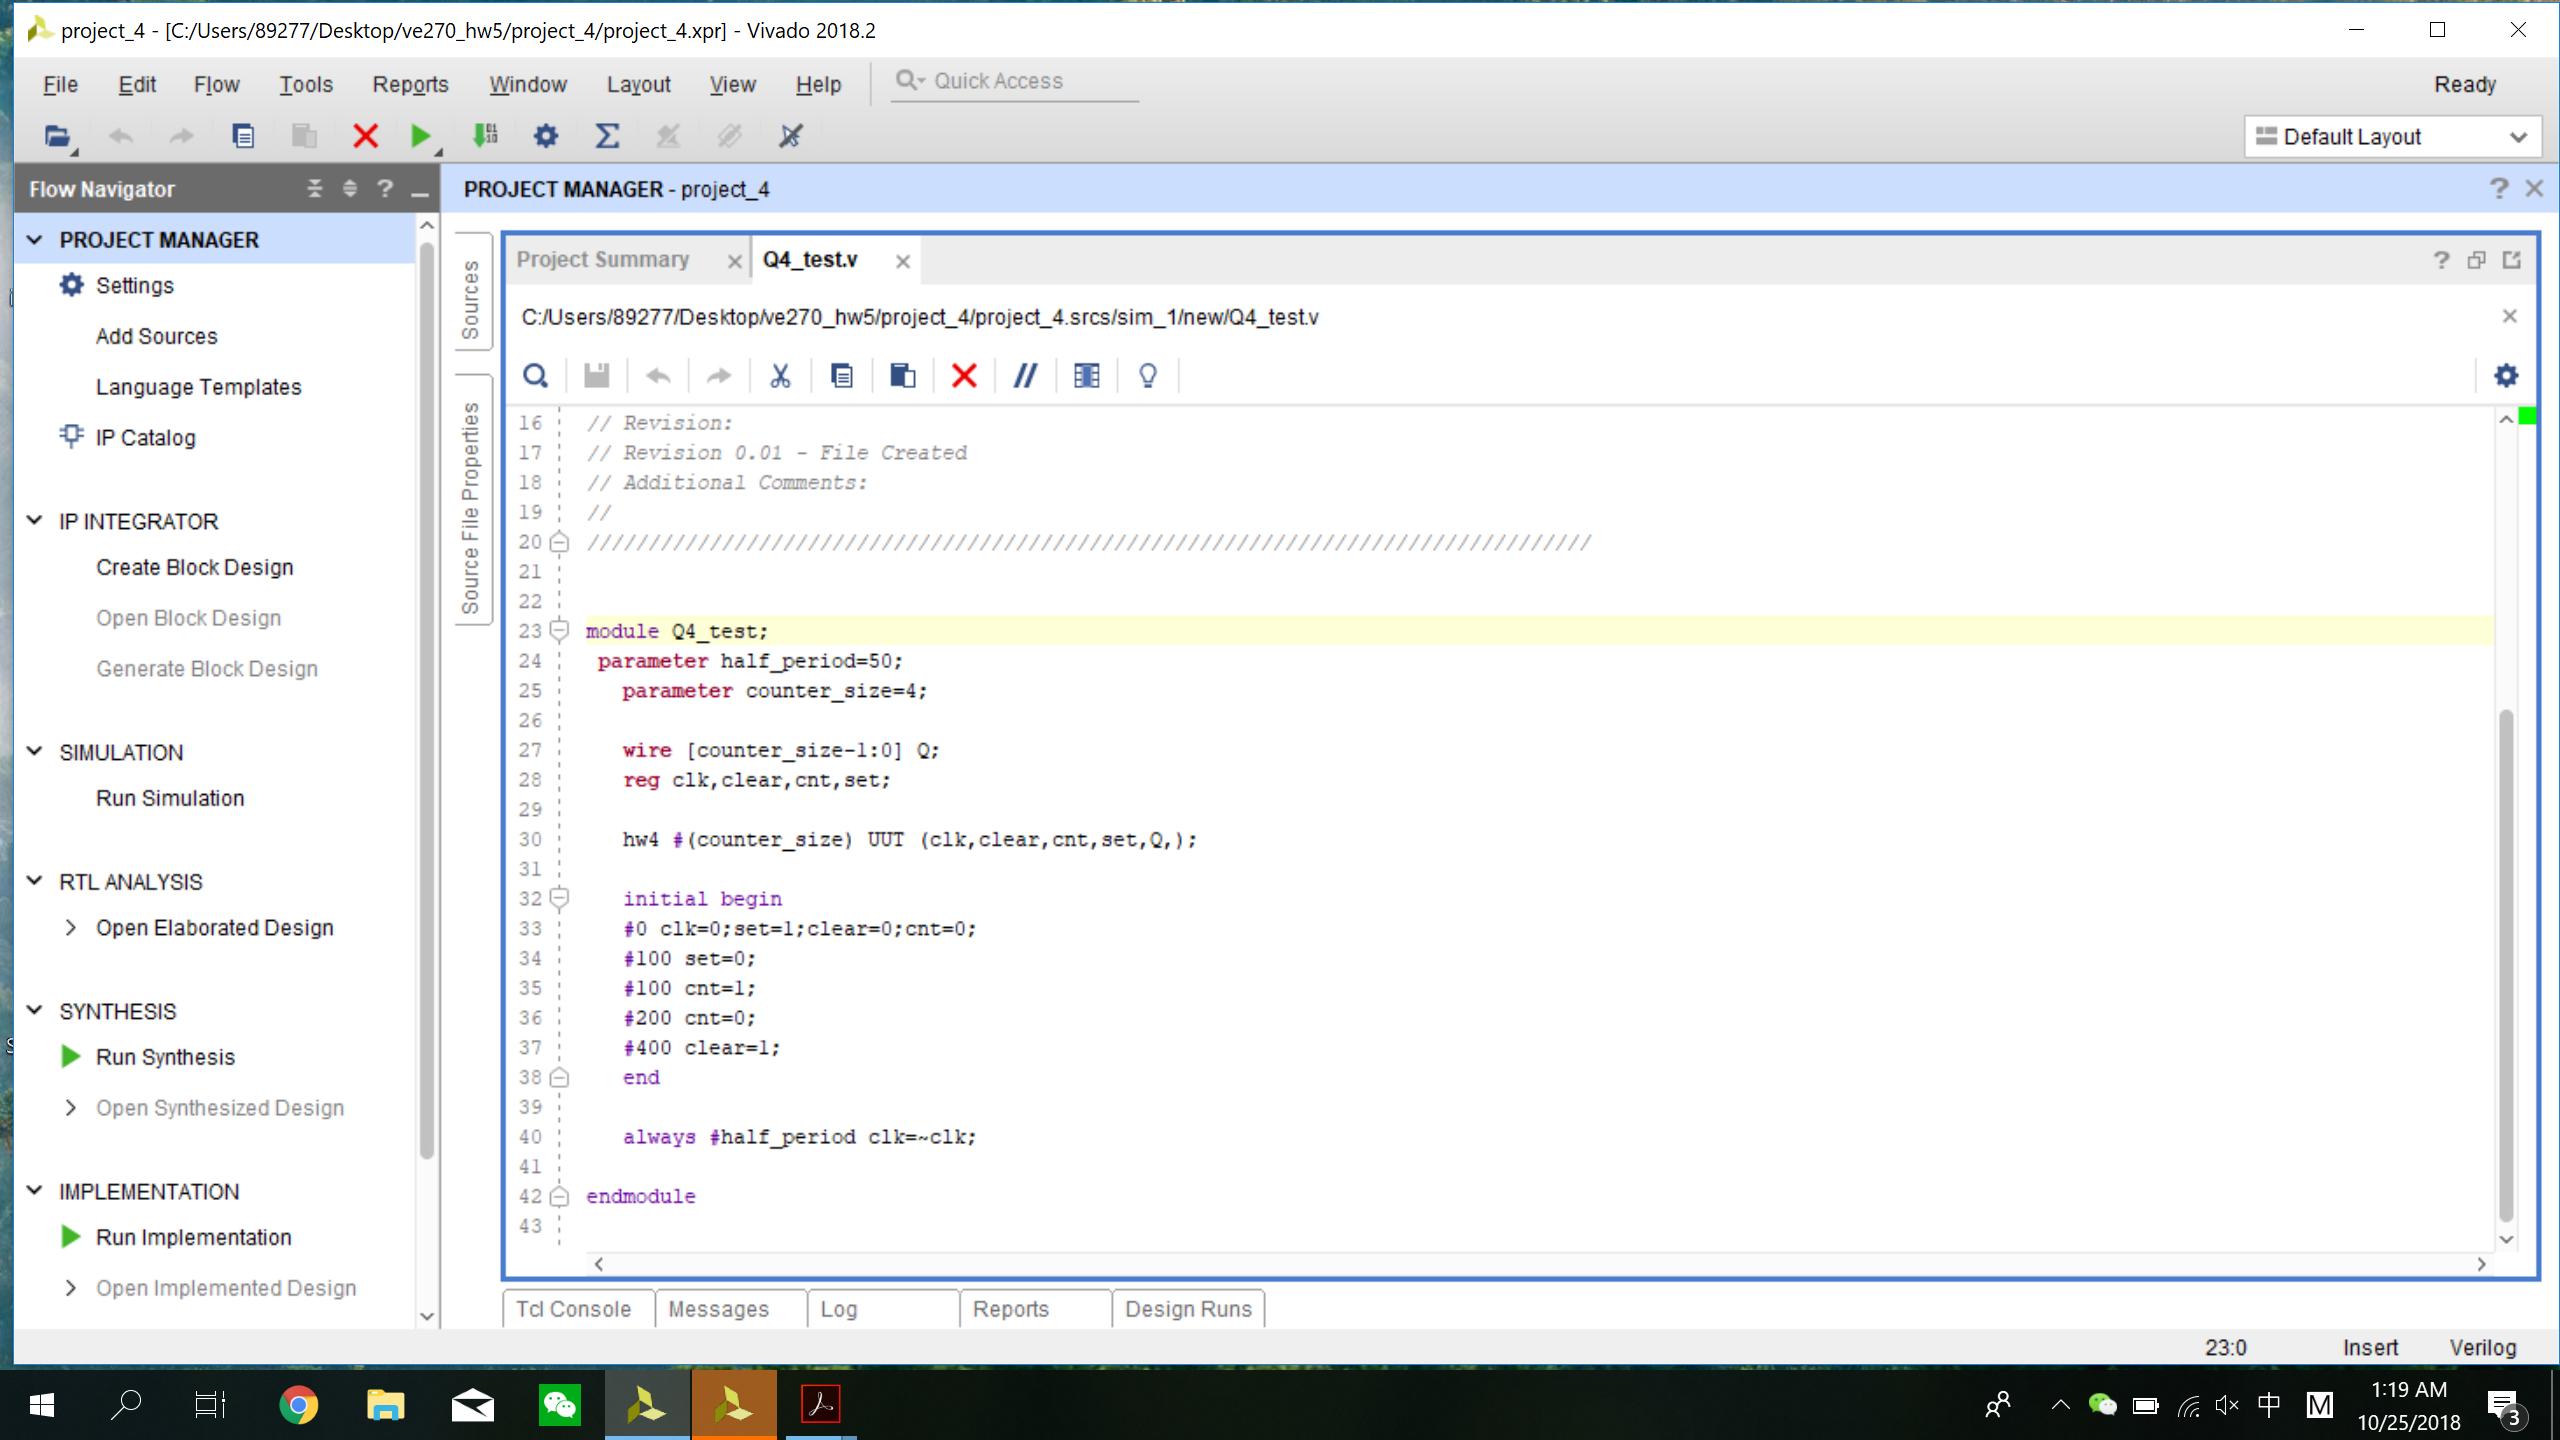 project_4 - [C:/Users/89277/Desktop/ve270_hw5/project_4/project_4.xpr] - Vivado 2018.2
File Edit Flow Tools Reports Window Layout View Help Quick Access Ready
Default Layout
Flow Navigator
PROJECT MANAGER - project_4
PROJECT MANAGER
Settings
Add Sources
Language Templates
IP Catalog
IP INTEGRATOR
Create Block Design
Open Block Design
Generate Block Design
SIMULATION
Run Simulation
RTL ANALYSIS
Open Elaborated Design
SYNTHESIS
Run Synthesis
Open Synthesized Design
IMPLEMENTATION
Run Implementation
Open Implemented Design
Sources
Source File Properties
Project Summary Q4_test.v
C:/Users/89277/Desktop/ve270_hw5/project_4/project_4.srcs/sim_1/new/Q4_test.v
16 // Revision:
17 // Revision 0.01 - File Created
18 // Additional Comments:
19 //
20 //////////////////////////////////////////////////////////////////////////////////
21
22
23 module Q4_test;
24 parameter half_period=50;
25 parameter counter_size=4;
26
27 wire [counter_size-1:0] Q;
28 reg clk,clear,cnt,set;
29
30 hw4 #(counter_size) UUT (clk,clear,cnt,set,Q,);
31
32 initial begin
33 #0 clk=0;set=1;clear=0;cnt=0;
34 #100 set=0;
35 #100 cnt=1;
36 #200 cnt=0;
37 #400 clear=1;
38 end
39
40 always #half_period clk=~clk;
41
42 endmodule
43
Tcl Console Messages Log Reports Design Runs
23:0 Insert Verilog
中 M
1:19 AM
10/25/2018
3